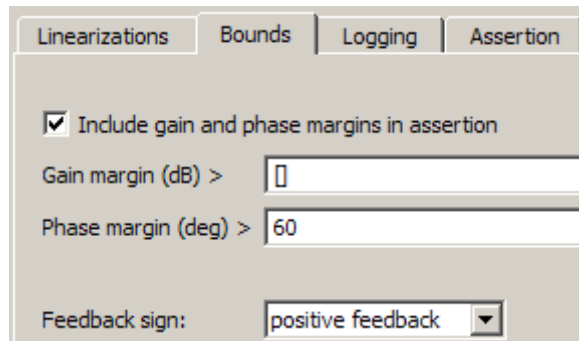 Linearizations Bounds Logging Assertion
Include gain and phase margins in assertion
Gain margin (dB) > []
Phase margin (deg) > 60
Feedback sign: positive feedback